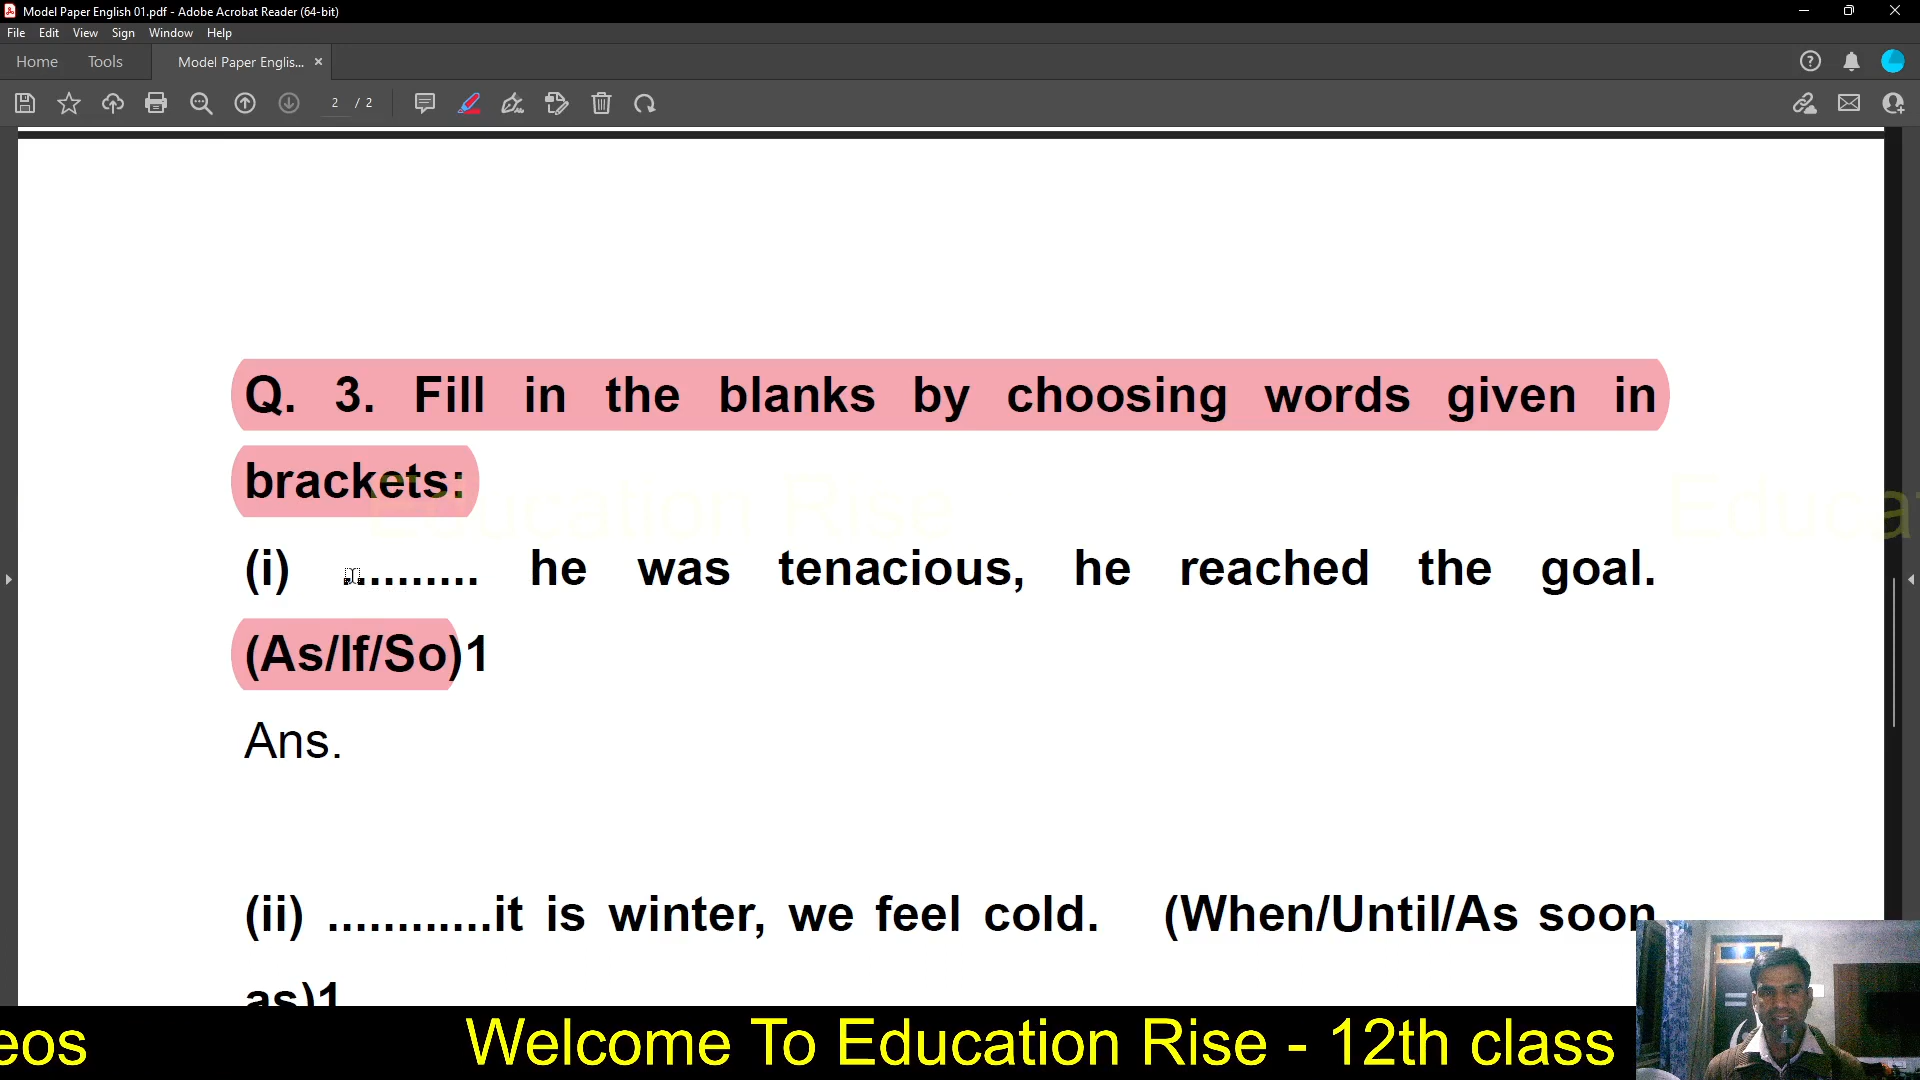 Model Paper English 01.pdf - Adobe Acrobat Reader (64-bit)
File Edit View Sign Window Help
Home Tools Model Paper Englis... ×
2 / 2
Q. 3. Fill in the blanks by choosing words given in
brackets:
Education Rise
Educa
(i) .......... he was tenacious, he reached the goal.
(As/If/So)1
Ans.
(ii) ............it is winter, we feel cold. (When/Until/As soon
as)1
eos Welcome To Education Rise - 12th class